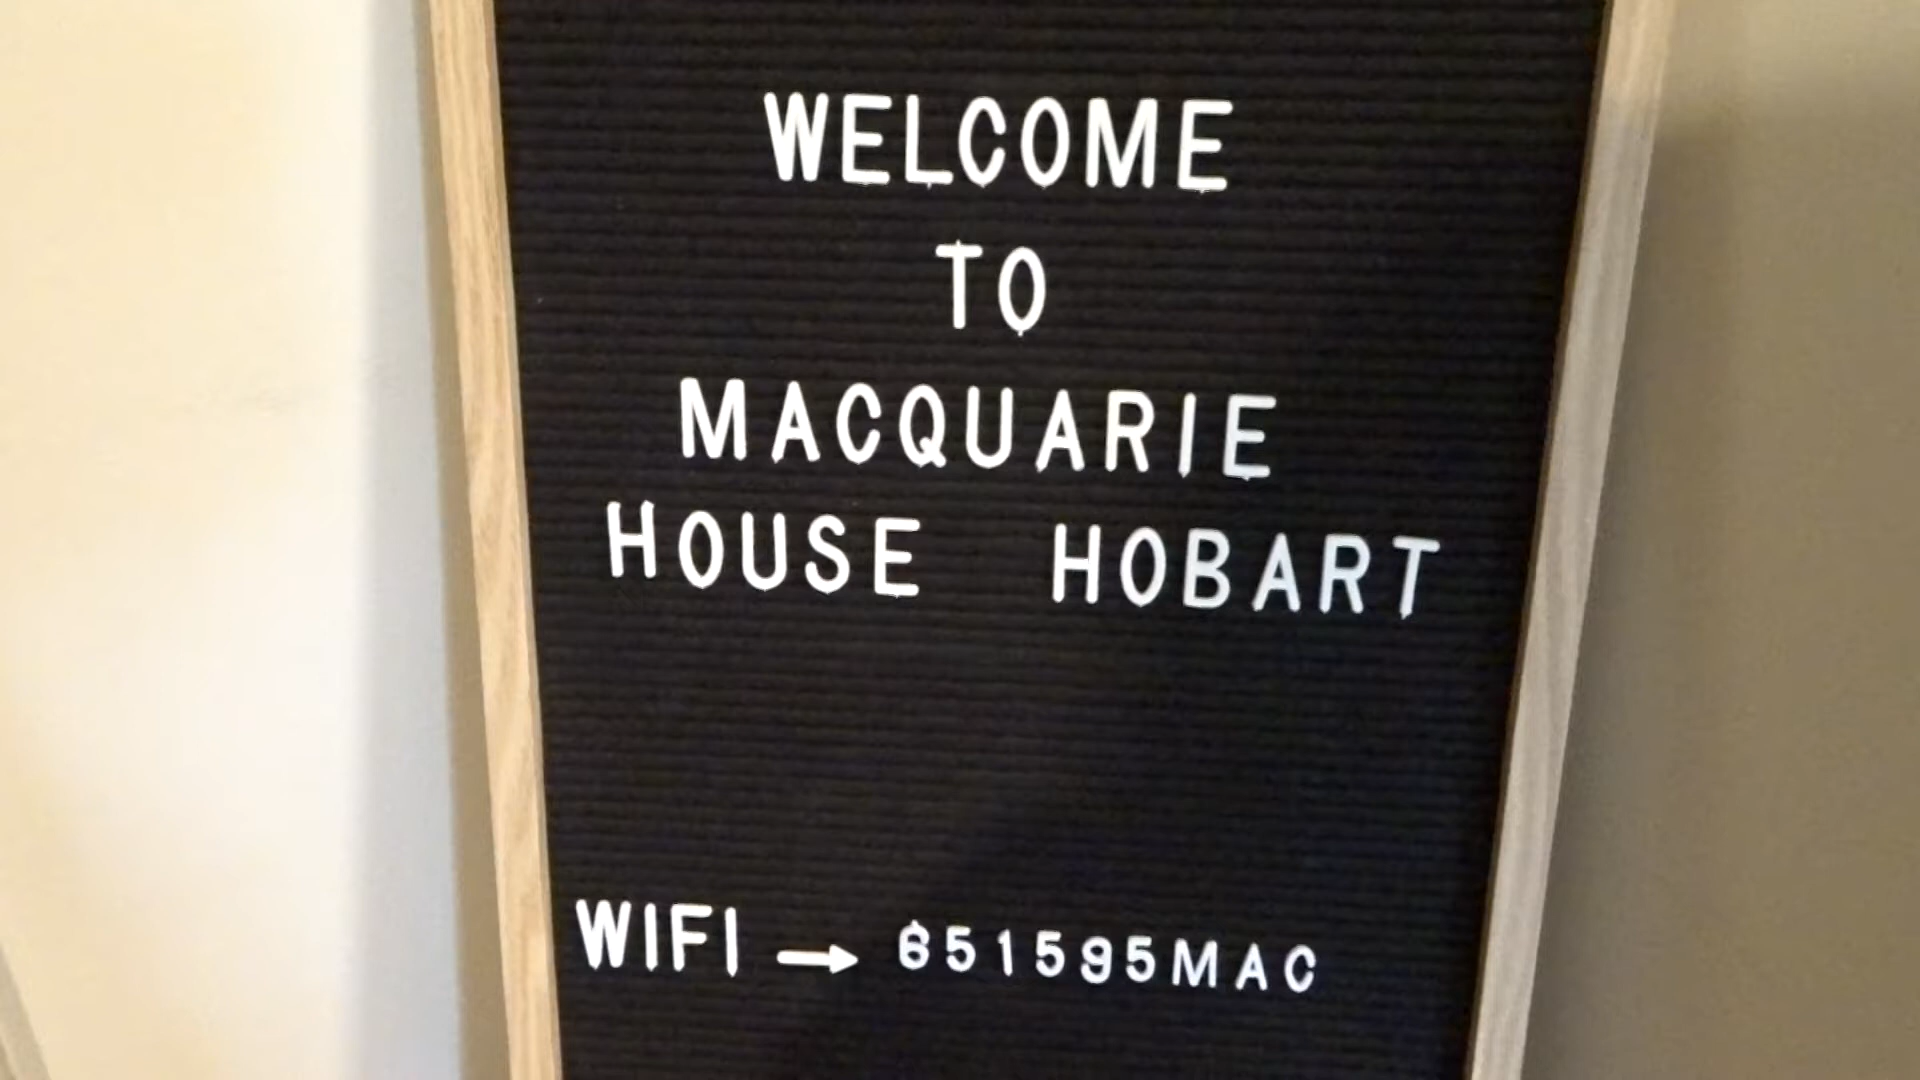 WELCOME
TO
MACQUARIE
HOUSE HOBART
WIFI → 651595MAC